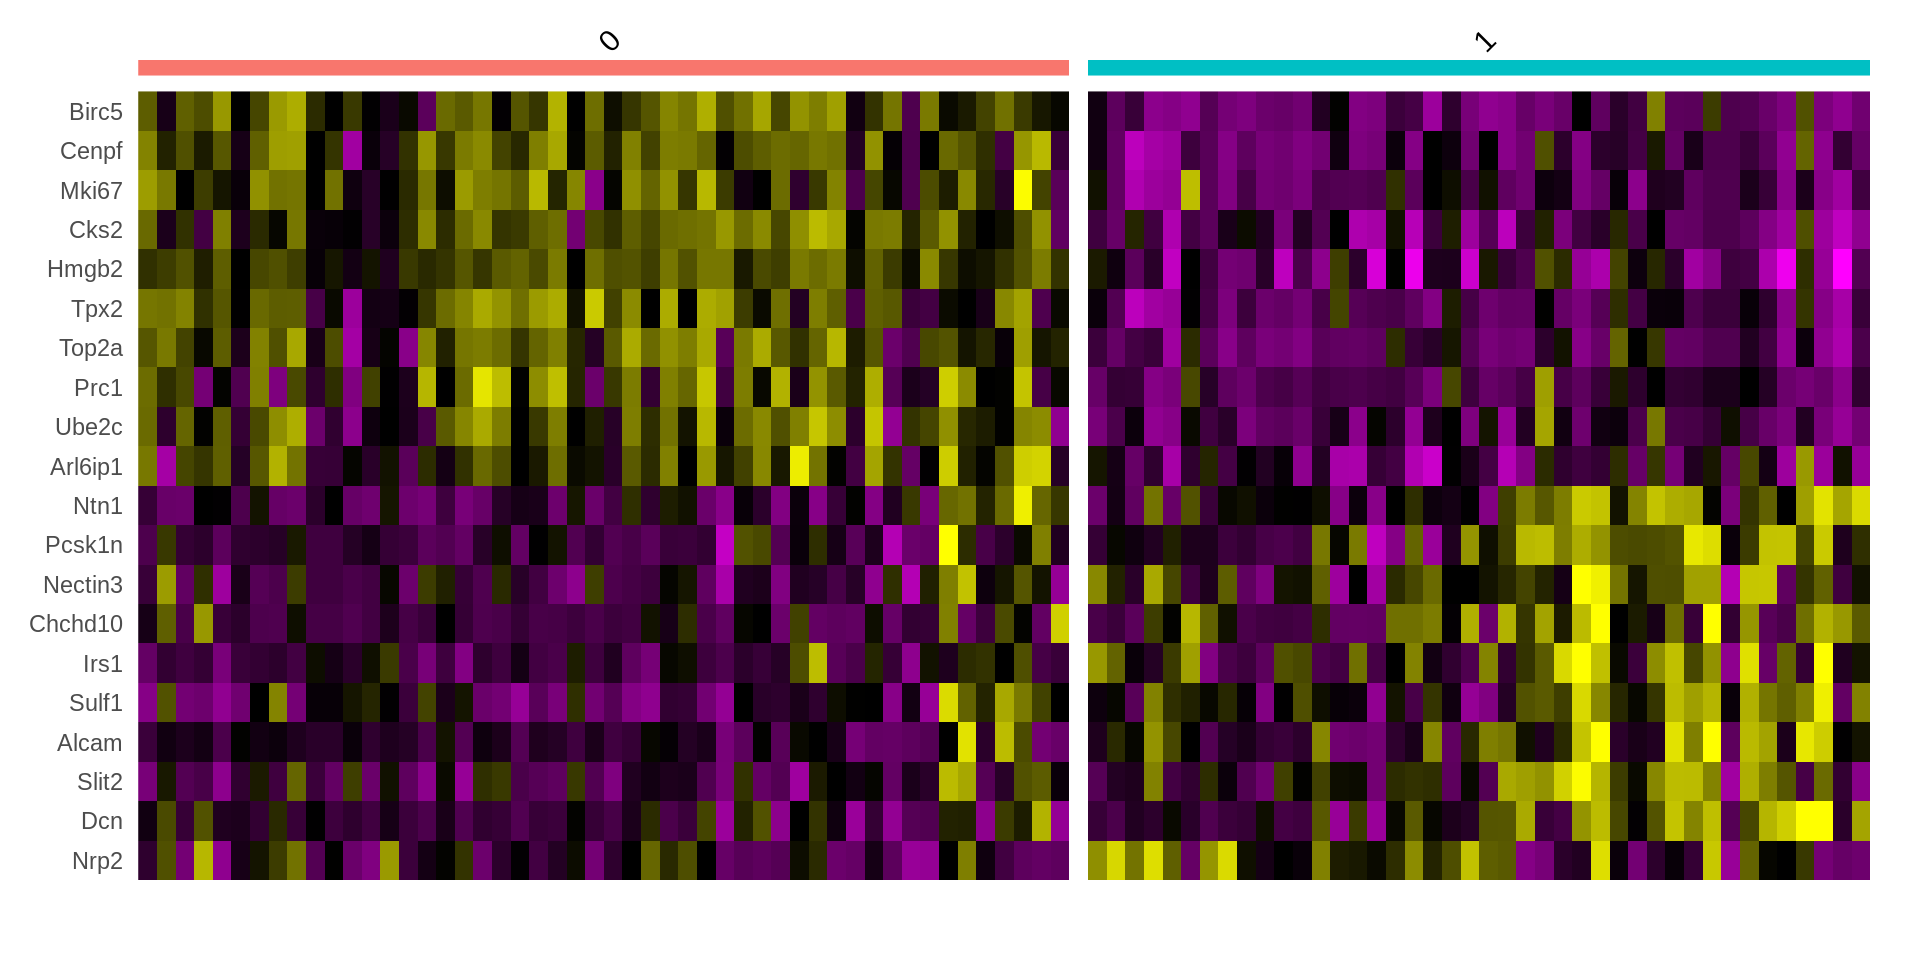 0
1
Birc5
Cenpf
Mki67
Cks2
Hmgb2
Tpx2
Top2a
Prc1
Ube2c
Arl6ip1
Ntn1
Pcsk1n
Nectin3
Chchd10
Irs1
Sulf1
Alcam
Slit2
Dcn
Nrp2